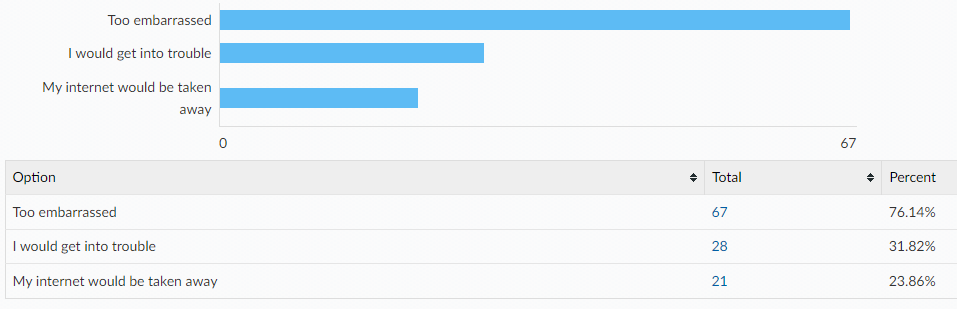 Too embarrassed
I would get into trouble
My internet would be taken
away
0 67
Option Total Percent
Too embarrassed 67 76.14%
I would get into trouble 28 31.82%
My internet would be taken away 21 23.86%